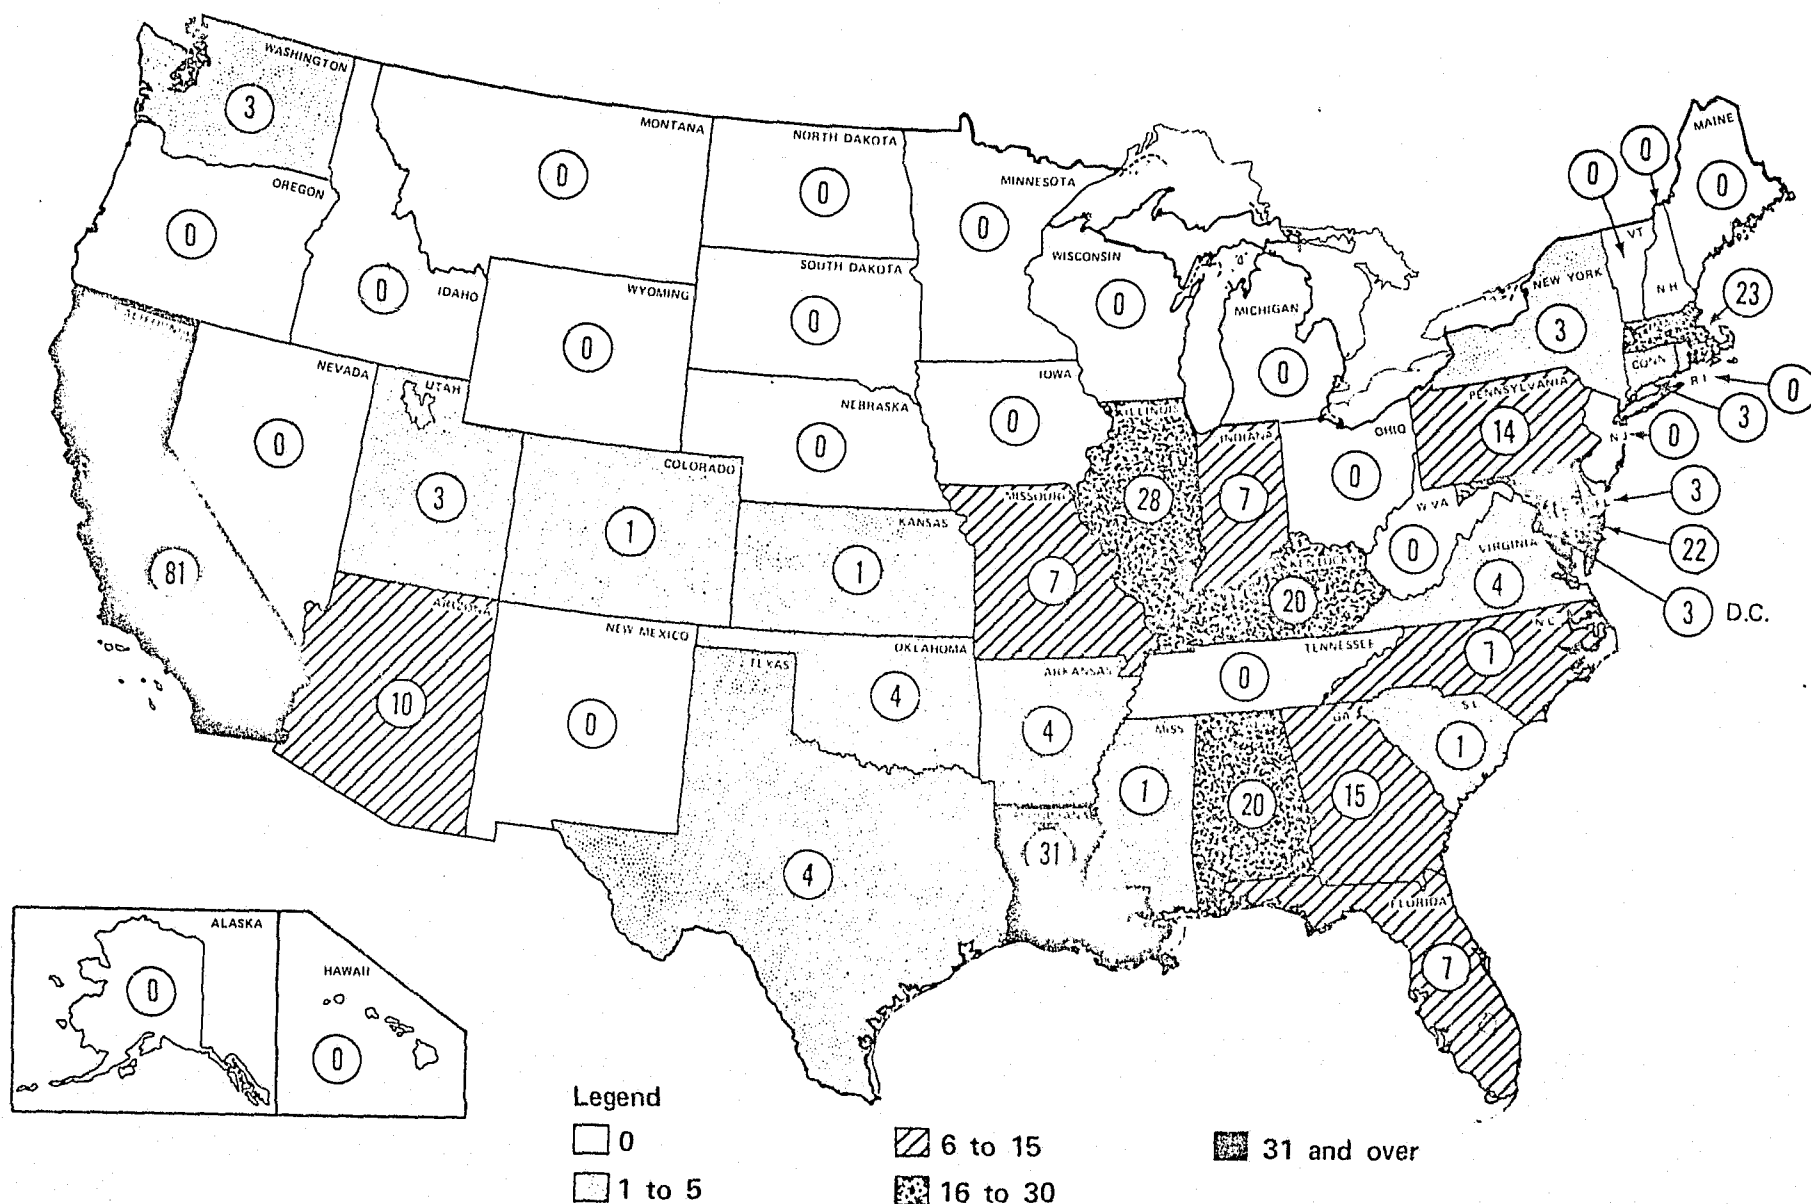 WASHINGTON
3
MONTANA
0
NORTH DAKOTA
0
MINNESOTA
0
OREGON
0
IDAHO
0
WYOMING
0
SOUTH DAKOTA
0
WISCONSIN
0
MICHIGAN
0
MAINE
0
0
0
VT
N H
NEW YORK
3
23
CONN
R I
0
3
NEVADA
0
UTAH
3
COLORADO
1
NEBRASKA
0
IOWA
0
ILLINOIS
28
INDIANA
7
OHIO
0
PENNSYLVANIA
14
N J
0
3
22
3 D.C.
81
KANSAS
1
MISSOURI
7
KENTUCKY
20
W VA
0
VIRGINIA
4
ARIZONA
10
NEW MEXICO
0
TEXAS
4
OKLAHOMA
4
ARKANSAS
4
TENNESSEE
0
N C
7
S C
1
MISS
1
20
GA
15
31
FLORIDA
7
ALASKA
0
HAWAII
0
Legend
0
1 to 5
6 to 15
16 to 30
31 and over